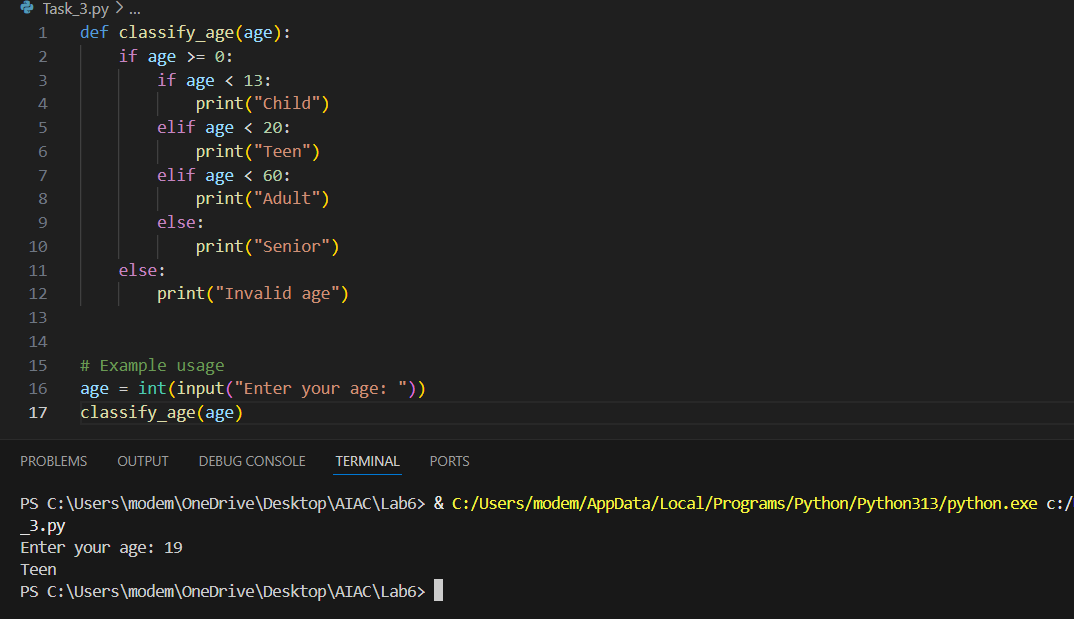 Task_3.py > ...
1 def classify_age(age):
2     if age >= 0:
3         if age < 13:
4             print("Child")
5         elif age < 20:
6             print("Teen")
7         elif age < 60:
8             print("Adult")
9         else:
10             print("Senior")
11     else:
12         print("Invalid age")
13
14
15 # Example usage
16 age = int(input("Enter your age: "))
17 classify_age(age)
PROBLEMS OUTPUT DEBUG CONSOLE TERMINAL PORTS
PS C:\Users\modem\OneDrive\Desktop\AIAC\Lab6> & C:/Users/modem/AppData/Local/Programs/Python/Python313/python.exe c:/
_3.py
Enter your age: 19
Teen
PS C:\Users\modem\OneDrive\Desktop\AIAC\Lab6>